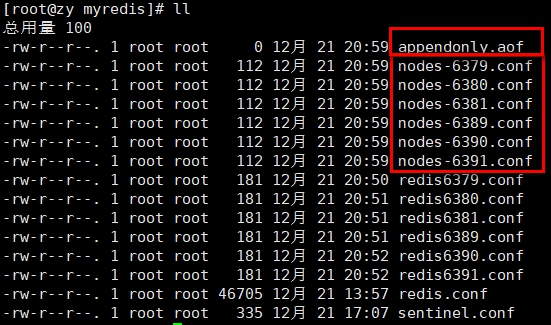 [root@zy myredis]# ll
总用量 100
-rw-r--r--. 1 root root     0 12月 21 20:59 appendonly.aof
-rw-r--r--. 1 root root   112 12月 21 20:59 nodes-6379.conf
-rw-r--r--. 1 root root   112 12月 21 20:59 nodes-6380.conf
-rw-r--r--. 1 root root   112 12月 21 20:59 nodes-6381.conf
-rw-r--r--. 1 root root   112 12月 21 20:59 nodes-6389.conf
-rw-r--r--. 1 root root   112 12月 21 20:59 nodes-6390.conf
-rw-r--r--. 1 root root   112 12月 21 20:59 nodes-6391.conf
-rw-r--r--. 1 root root   181 12月 21 20:50 redis6379.conf
-rw-r--r--. 1 root root   181 12月 21 20:51 redis6380.conf
-rw-r--r--. 1 root root   181 12月 21 20:51 redis6381.conf
-rw-r--r--. 1 root root   181 12月 21 20:51 redis6389.conf
-rw-r--r--. 1 root root   181 12月 21 20:52 redis6390.conf
-rw-r--r--. 1 root root   181 12月 21 20:52 redis6391.conf
-rw-r--r--. 1 root root 46705 12月 21 13:57 redis.conf
-rw-r--r--. 1 root root   335 12月 21 17:07 sentinel.conf